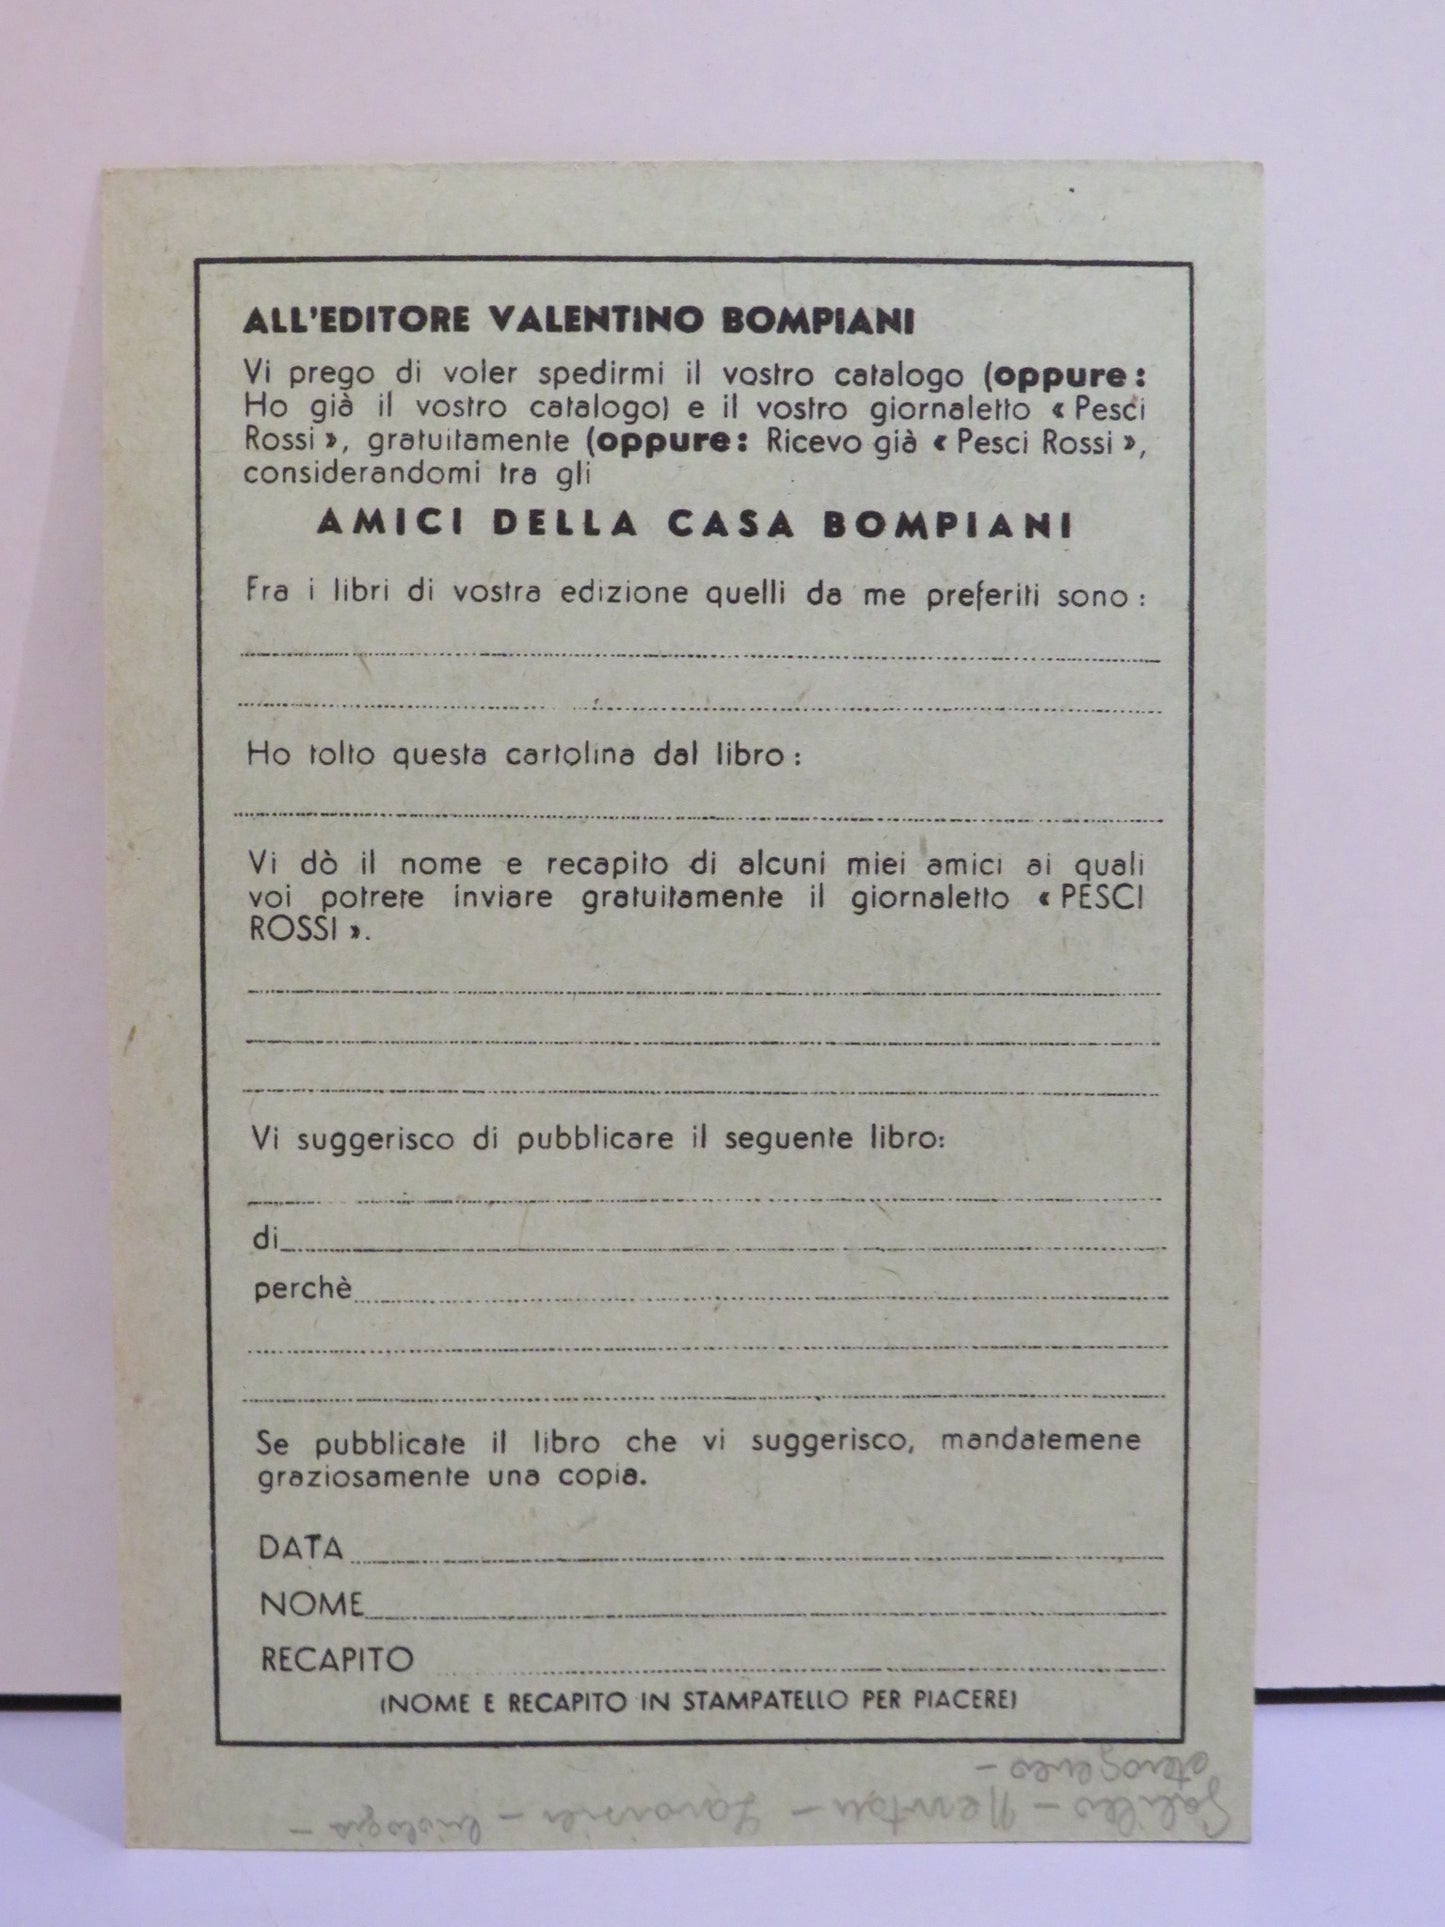 ALL'EDITORE VALENTINO BOMPIANI
Vi prego di voler spedirmi il vostro catalogo (oppure:
Ho già il vostro catalogo) e il vostro giornaletto « Pesci
Rossi », gratuitamente (oppure: Ricevo già « Pesci Rossi »,
considerandomi tra gli
AMICI DELLA CASA BOMPIANI
Fra i libri di vostra edizione quelli da me preferiti sono :
Ho tolto questa cartolina dal libro :
Vi dò il nome e recapito di alcuni miei amici ai quali
voi potrete inviare gratuitamente il giornaletto « PESCI
ROSSI ».
Vi suggerisco di pubblicare il seguente libro:
di
perchè
Se pubblicate il libro che vi suggerisco, mandatemene
graziosamente una copia.
DATA
NOME
RECAPITO
(NOME E RECAPITO IN STAMPATELLO PER PIACERE)
Galileo - Newton - Lavoisier - biologia -
eterogeneo -